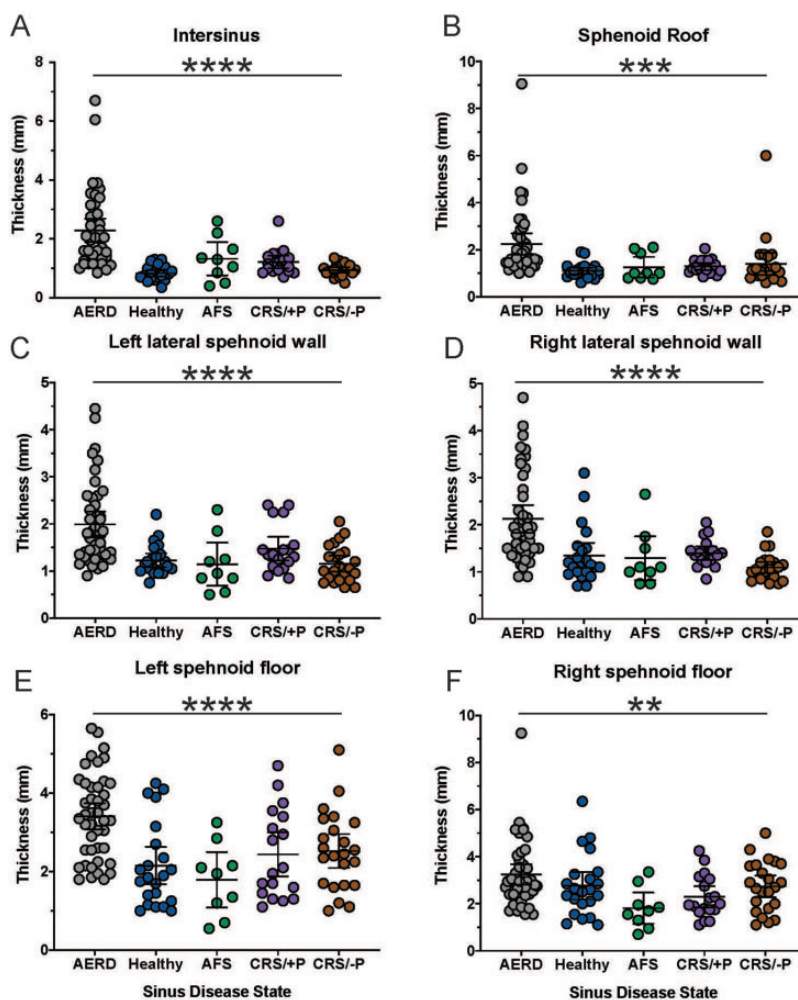 A
Intersinus
****
Thickness (mm)
8
6
4
2
0
AERD Healthy AFS CRS/+P CRS/-P
B
Sphenoid Roof
***
Thickness (mm)
10
8
6
4
2
0
AERD Healthy AFS CRS/+P CRS/-P
C
Left lateral spehnoid wall
****
Thickness (mm)
5
4
3
2
1
0
AERD Healthy AFS CRS/+P CRS/-P
D
Right lateral spehnoid wall
****
Thickness (mm)
5
4
3
2
1
0
AERD Healthy AFS CRS/+P CRS/-P
E
Left spehnoid floor
****
Thickness (mm)
6
4
2
0
AERD Healthy AFS CRS/+P CRS/-P
Sinus Disease State
F
Right spehnoid floor
**
Thickness (mm)
10
8
6
4
2
0
AERD Healthy AFS CRS/+P CRS/-P
Sinus Disease State